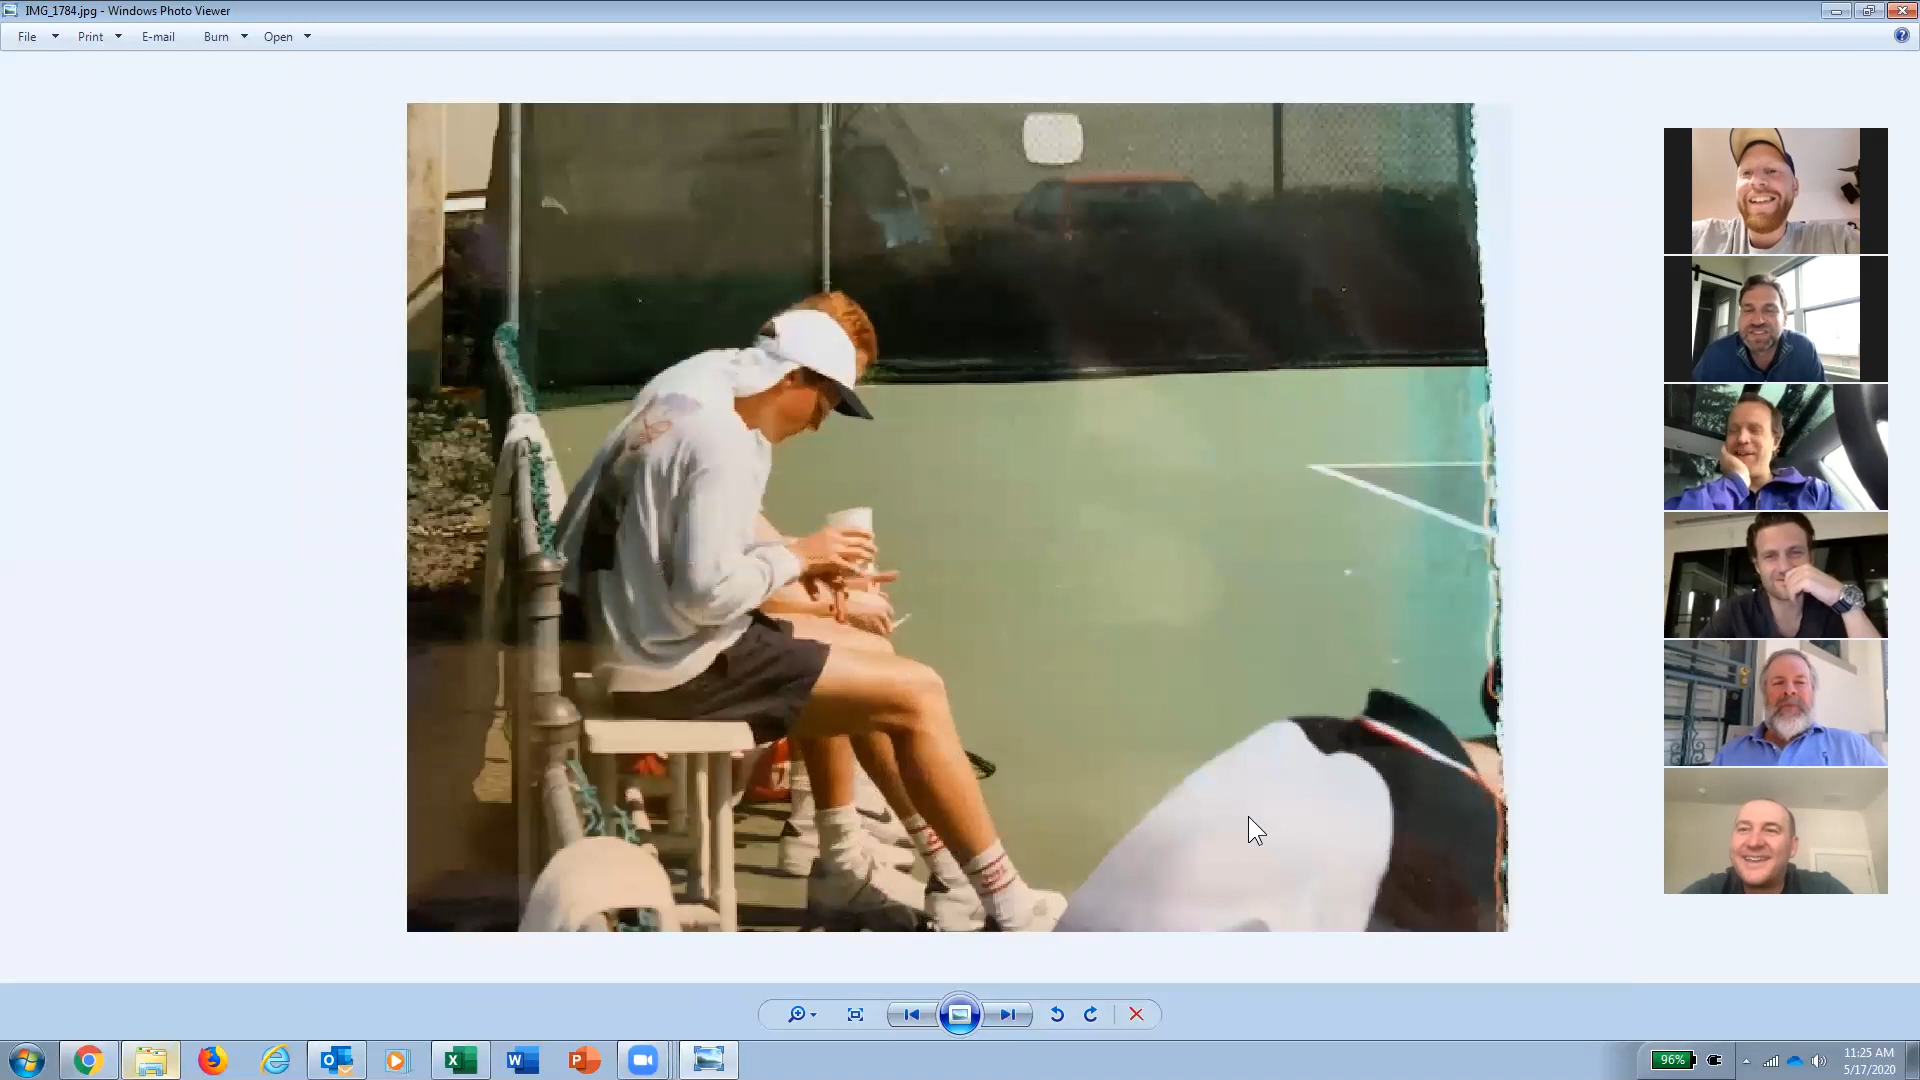 IMG_1784.jpg - Windows Photo Viewer
File Print E-mail Burn Open
96%
11:25 AM
5/17/2020